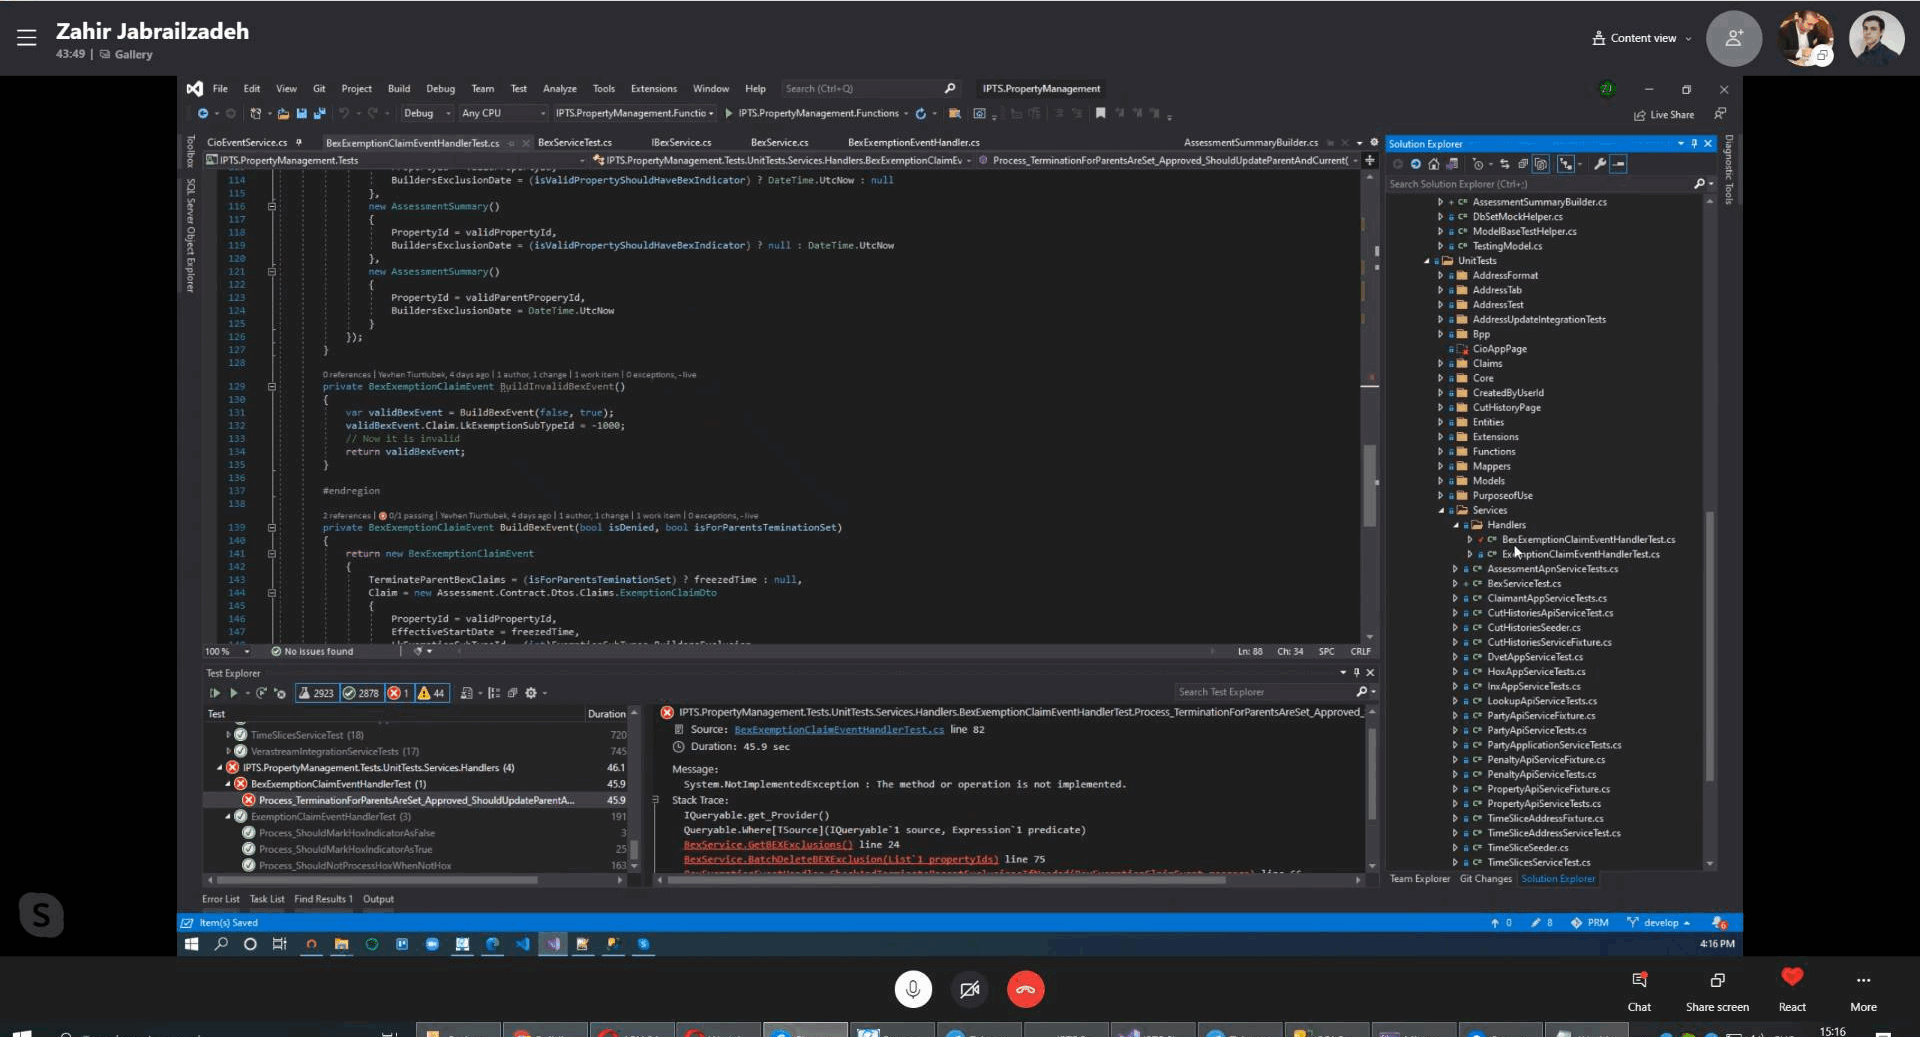 Zahir Jabrailzadeh
43:49 | Gallery
Content view
File Edit View Git Project Build Debug Team Test Analyze Tools Extensions Window Help Search (Ctrl+Q) IPTS.PropertyManagement
Debug Any CPU IPTS.PropertyManagement.Functio IPTS.PropertyManagement.Functions Live Share
CioEventService.cs BexExemptionClaimEventHandlerTest.cs BexServiceTest.cs IBexService.cs BexService.cs BexExemptionEventHandler.cs AssessmentSummaryBuilder.cs
IPTS.PropertyManagement.Tests IPTS.PropertyManagement.Tests.UnitTests.Services.Handlers.BexExemptionClaimEv Process_TerminationForParentsAreSet_Approved_ShouldUpdateParentAndCurrent(
Toolbox
SQL Server Object Explorer
114 BuildersExclusionDate = (isValidPropertyShouldHaveBexIndicator) ? DateTime.UtcNow : null
115 },
116 new AssessmentSummary()
117 {
118 PropertyId = validPropertyId,
119 BuildersExclusionDate = (isValidPropertyShouldHaveBexIndicator) ? null : DateTime.UtcNow
120 },
121 new AssessmentSummary()
122 {
123 PropertyId = validParentProperyId,
124 BuildersExclusionDate = DateTime.UtcNow
125 }
126 });
127 }
128
0 references | Yevhen Tiurtiubek, 4 days ago | 1 author, 1 change | 1 work item | 0 exceptions, - live
129 private BexExemptionClaimEvent BuildInvalidBexEvent()
130 {
131 var validBexEvent = BuildBexEvent(false, true);
132 validBexEvent.Claim.LkExemptionSubTypeId = -1000;
133 // Now it is invalid
134 return validBexEvent;
135 }
136
137 #endregion
138
2 references | 0/1 passing | Yevhen Tiurtiubek, 4 days ago | 1 author, 1 change | 1 work item | 0 exceptions, - live
139 private BexExemptionClaimEvent BuildBexEvent(bool isDenied, bool isForParentsTeminationSet)
140 {
141 return new BexExemptionClaimEvent
142 {
143 TerminateParentBexClaims = (isForParentsTeminationSet) ? freezedTime : null,
144 Claim = new Assessment.Contract.Dtos.Claims.ExemptionClaimDto
145 {
146 PropertyId = validPropertyId,
147 EffectiveStartDate = freezedTime,
100 % No issues found Ln: 88 Ch: 34 SPC CRLF
Test Explorer
2923 2878 1 44 Search Test Explorer
Test Duration
TimeSlicesServiceTest (18) 720
VerastreamIntegrationServiceTests (17) 745
IPTS.PropertyManagement.Tests.UnitTests.Services.Handlers (4) 46.1
BexExemptionClaimEventHandlerTest (1) 45.9
Process_TerminationForParentsAreSet_Approved_ShouldUpdateParentA... 45.9
ExemptionClaimEventHandlerTest (3) 191
Process_ShouldMarkHoxIndicatorAsFalse 3
Process_ShouldMarkHoxIndicatorAsTrue 25
Process_ShouldNotProcessHoxWhenNotHox 163
IPTS.PropertyManagement.Tests.UnitTests.Services.Handlers.BexExemptionClaimEventHandlerTest.Process_TerminationForParentsAreSet_Approved_
Source: BexExemptionClaimEventHandlerTest.cs line 82
Duration: 45.9 sec
Message:
System.NotImplementedException : The method or operation is not implemented.
Stack Trace:
IQueryable.get_Provider()
Queryable.Where[TSource](IQueryable`1 source, Expression`1 predicate)
BexService.GetBEXExclusions() line 24
BexService.BatchDeleteBEXExclusion(List`1 propertyIds) line 75
Error List Task List Find Results 1 Output
Solution Explorer
Search Solution Explorer (Ctrl+;)
AssessmentSummaryBuilder.cs
DbSetMockHelper.cs
ModelBaseTestHelper.cs
TestingModel.cs
UnitTests
AddressFormat
AddressTab
AddressTest
AddressUpdateIntegrationTests
Bpp
CioAppPage
Claims
Core
CreatedByUserId
CutHistoryPage
Entities
Extensions
Functions
Mappers
Models
PurposeofUse
Services
Handlers
BexExemptionClaimEventHandlerTest.cs
ExemptionClaimEventHandlerTest.cs
AssessmentApnServiceTests.cs
BexServiceTest.cs
ClaimantAppServiceTests.cs
CutHistoriesApiServiceTest.cs
CutHistoriesSeeder.cs
CutHistoriesServiceFixture.cs
DvetAppServiceTest.cs
HoxAppServiceTests.cs
InxAppServiceTests.cs
LookupApiServiceTests.cs
PartyApiServiceFixture.cs
PartyApiServiceTests.cs
PartyApplicationServiceTests.cs
PenaltyApiServiceFixture.cs
PenaltyApiServiceTests.cs
PropertyApiServiceFixture.cs
PropertyApiServiceTests.cs
TimeSliceAddressFixture.cs
TimeSliceAddressServiceTest.cs
TimeSliceSeeder.cs
TimeSlicesServiceTest.cs
Team Explorer Git Changes Solution Explorer
Diagnostic Tools
Item(s) Saved 0 8 PRM develop 6
4:16 PM
Chat Share screen React More
15:16